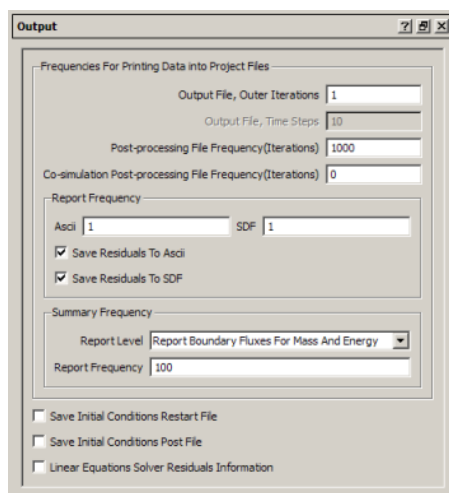 Output
Frequencies For Printing Data into Project Files
Output File, Outer Iterations 1
Output File, Time Steps 10
Post-processing File Frequency(Iterations) 1000
Co-simulation Post-processing File Frequency(Iterations) 0
Report Frequency
Ascii 1 SDF 1
Save Residuals To Ascii
Save Residuals To SDF
Summary Frequency
Report Level Report Boundary Fluxes For Mass And Energy
Report Frequency 100
Save Initial Conditions Restart File
Save Initial Conditions Post File
Linear Equations Solver Residuals Information